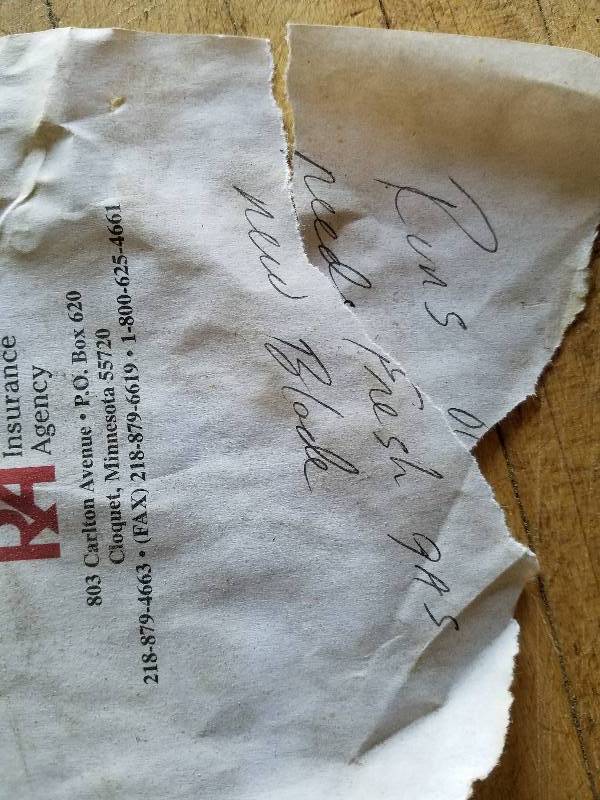 Runs
needs Fresh gas
new Blade
Insurance
Agency
803 Carlton Avenue • P.O. Box 620
Cloquet, Minnesota 55720
218-879-4663 • (FAX) 218-879-6619 • 1-800-625-4661